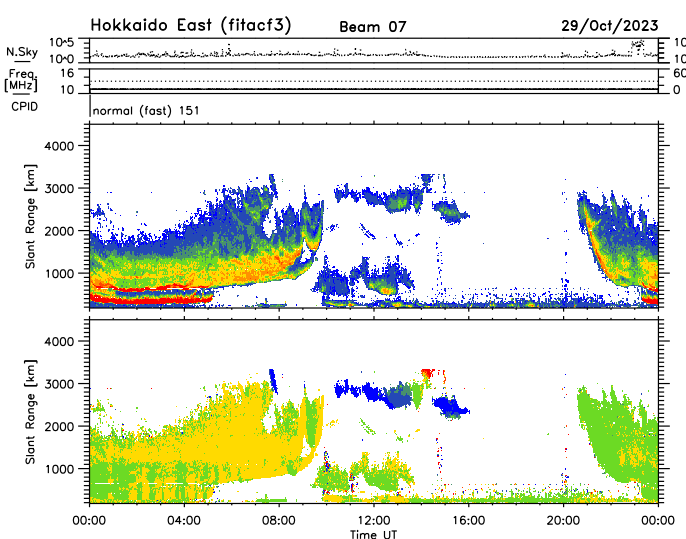 Hokkaido East (fitacf3) Beam 07 29/Oct/2023
N.Sky 10^5 10^0 10 10
Freq. [MHz] 16 10 60 0
CPID normal (fast) 151
Slant Range [km] 4000 3000 2000 1000
Slant Range [km] 4000 3000 2000 1000
00:00 04:00 08:00 12:00 16:00 20:00 00:00
Time UT